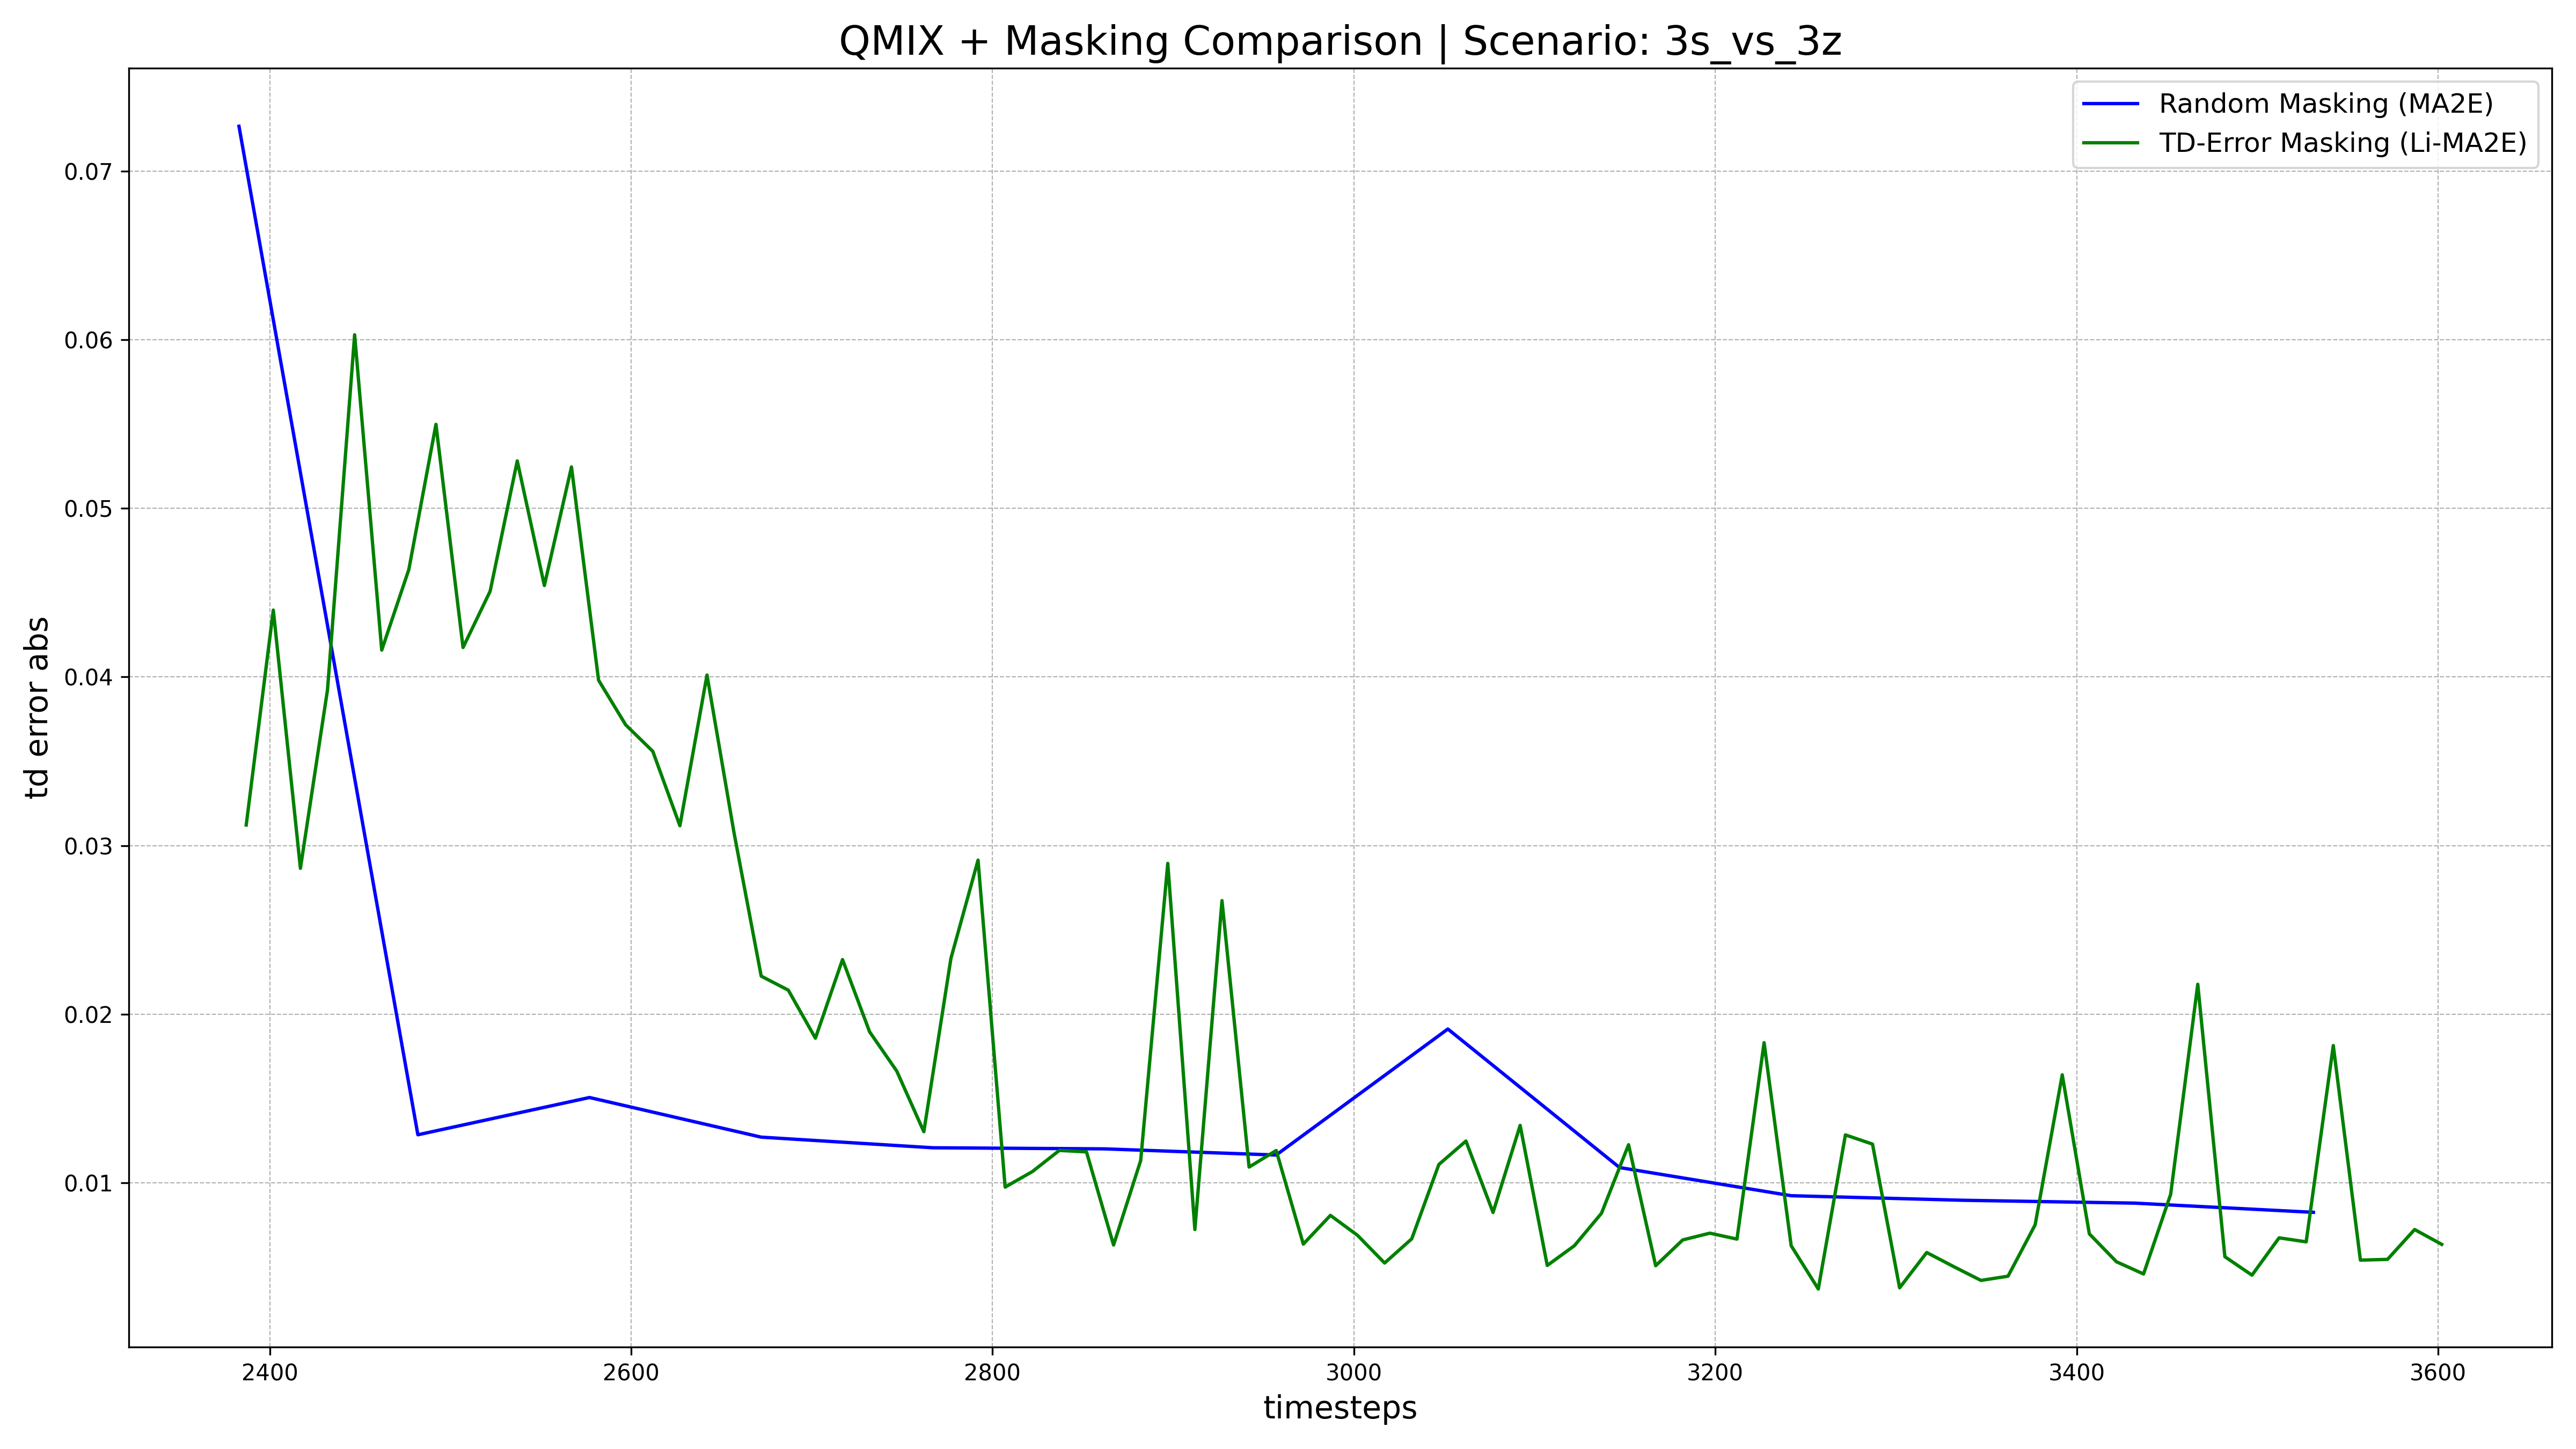 QMIX + Masking Comparison | Scenario: 3s_vs_3z
Random Masking (MA2E)
TD-Error Masking (Li-MA2E)
td error abs
0.07
0.06
0.05
0.04
0.03
0.02
0.01
2400 2600 2800 3000 3200 3400 3600
timesteps